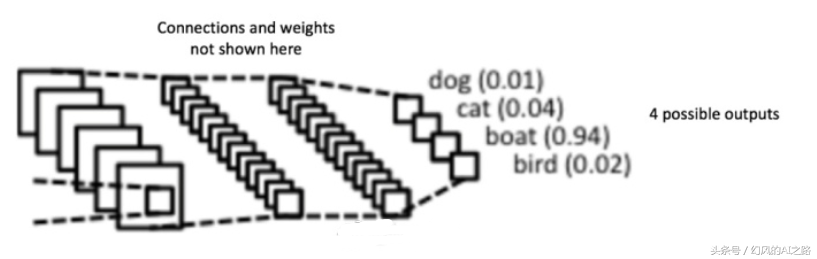 Connections and weights
not shown here
dog (0.01)
cat (0.04)
boat (0.94)
bird (0.02)
4 possible outputs
头条号 / 幻风的AI之路